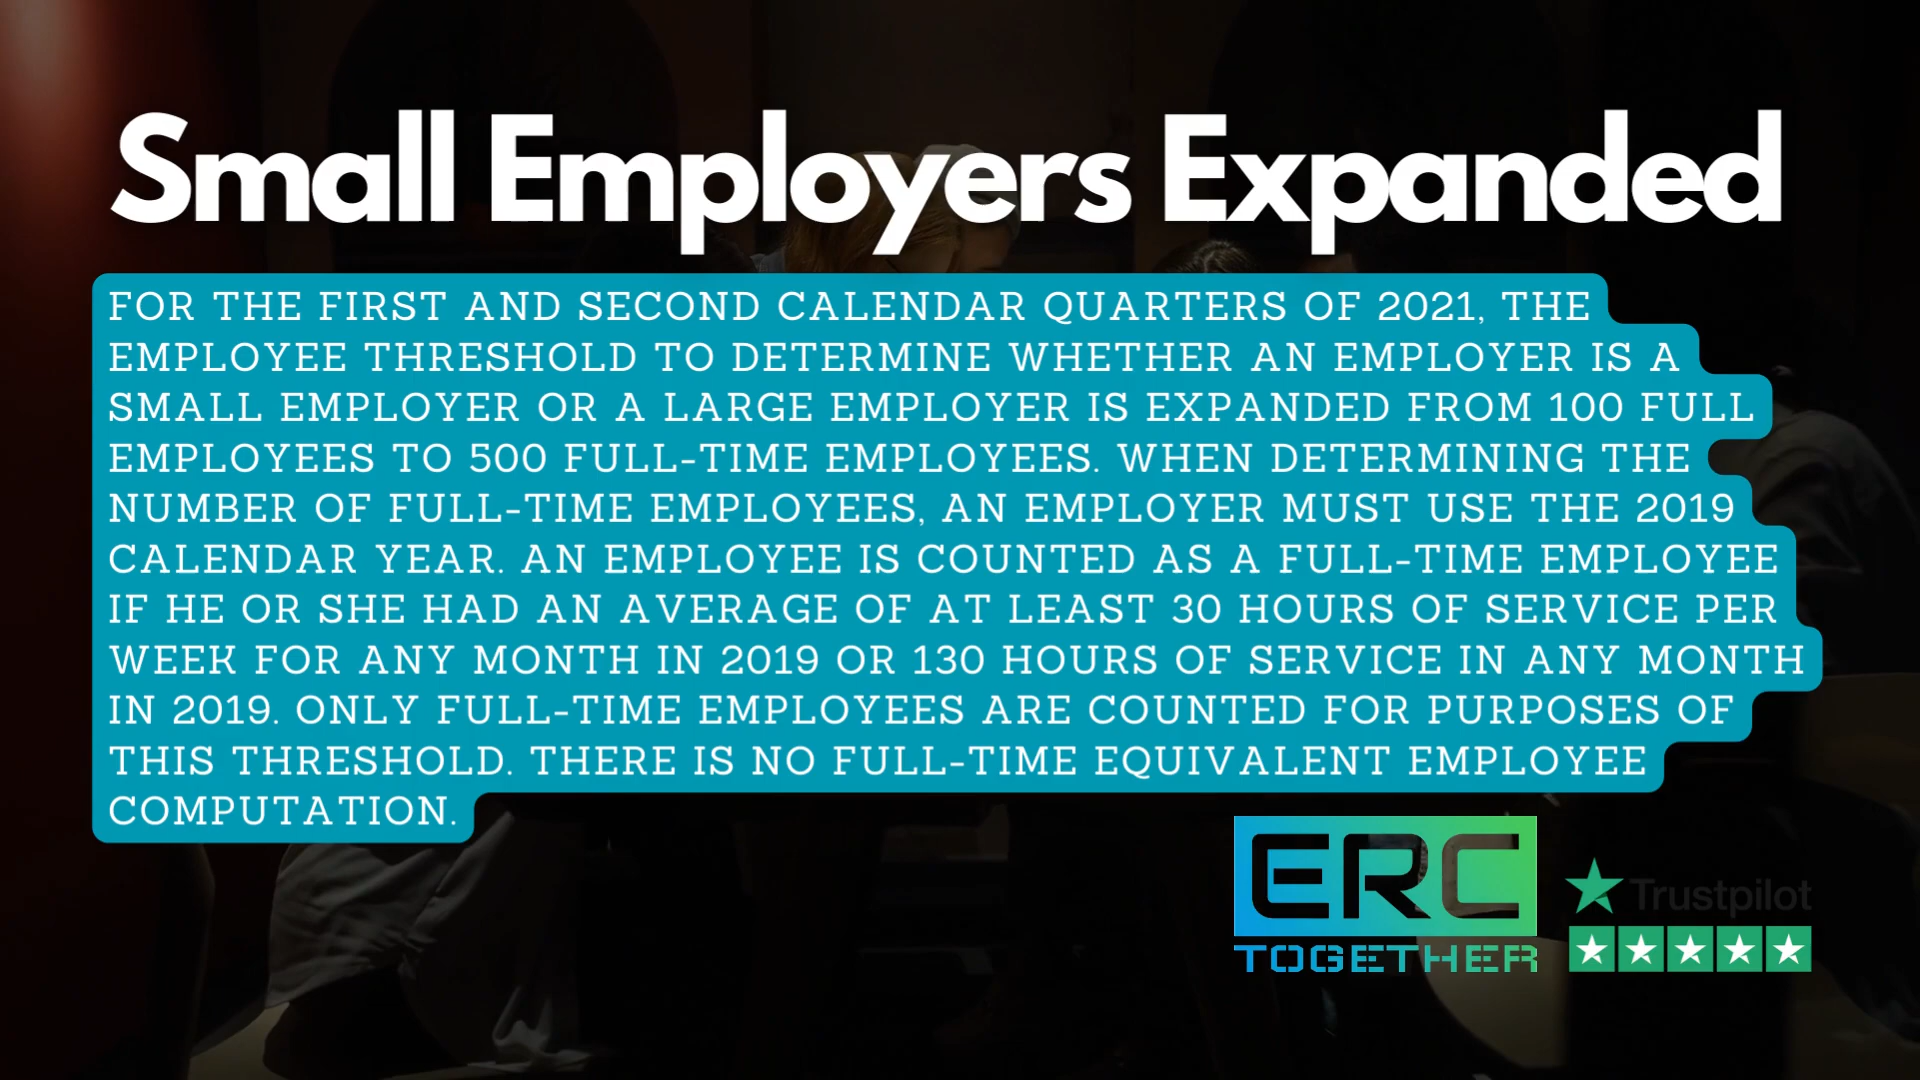 Small Employers Expanded
FOR THE FIRST AND SECOND CALENDAR QUARTERS OF 2021, THE
EMPLOYEE THRESHOLD TO DETERMINE WHETHER AN EMPLOYER IS A
SMALL EMPLOYER OR A LARGE EMPLOYER IS EXPANDED FROM 100 FULL
EMPLOYEES TO 500 FULL-TIME EMPLOYEES. WHEN DETERMINING THE
NUMBER OF FULL-TIME EMPLOYEES, AN EMPLOYER MUST USE THE 2019
CALENDAR YEAR. AN EMPLOYEE IS COUNTED AS A FULL-TIME EMPLOYEE
IF HE OR SHE HAD AN AVERAGE OF AT LEAST 30 HOURS OF SERVICE PER
WEEK FOR ANY MONTH IN 2019 OR 130 HOURS OF SERVICE IN ANY MONTH
IN 2019. ONLY FULL-TIME EMPLOYEES ARE COUNTED FOR PURPOSES OF
THIS THRESHOLD. THERE IS NO FULL-TIME EQUIVALENT EMPLOYEE
COMPUTATION.
ERC
TOGETHER
Trustpilot